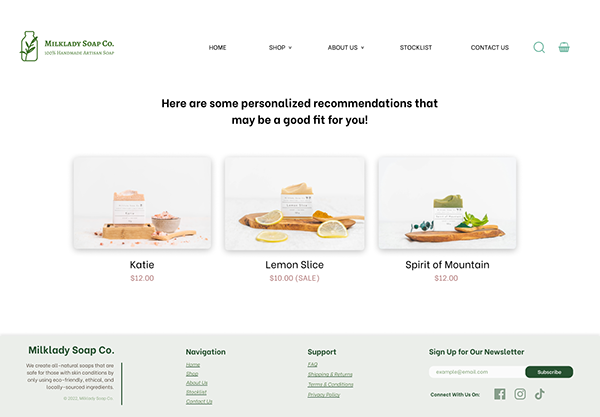 Milklady Soap Co.
100% Handmade Artisan Soap
HOME
SHOP
ABOUT US
STOCKLIST
CONTACT US
Here are some personalized recommendations that
may be a good fit for you!
Katie
Lemon Slice
Katie
$12.00
Lemon Slice
$10.00 (SALE)
Spirit of Mountain
$12.00
Milklady Soap Co.
We create all-natural soaps that are
safe for those with skin conditions by
only using eco-friendly, ethical, and
locally-sourced ingredients.
© 2022, Milklady Soap Co.
Navigation
Home
Shop
About Us
Stocklist
Contact Us
Support
FAQ
Shipping & Returns
Terms & Conditions
Privacy Policy
Sign Up for Our Newsletter
example@email.com
Subscribe
Connect With Us On: